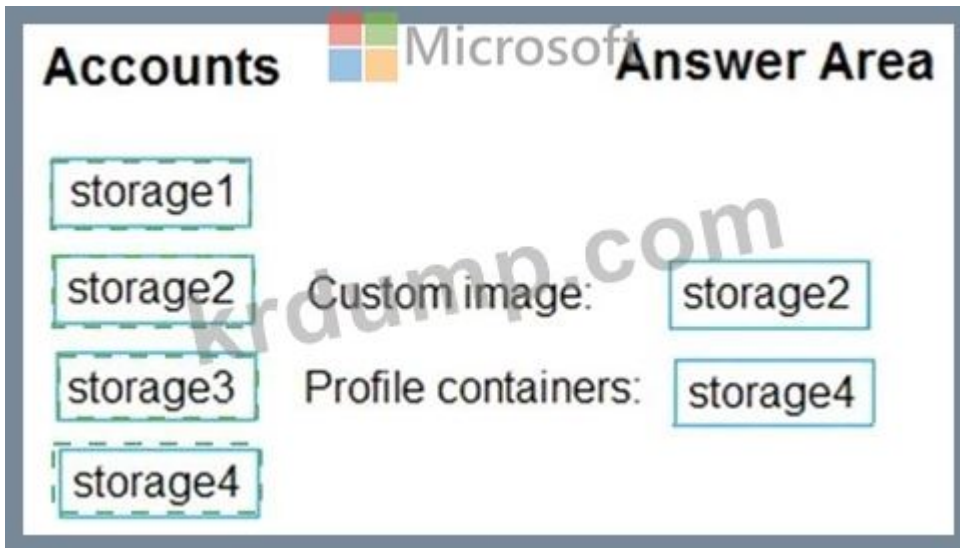 Microsoft
Accounts
Answer Area
storage1
storage2
Custom image:
storage2
storage3
Profile containers:
storage4
storage4
krdump.com